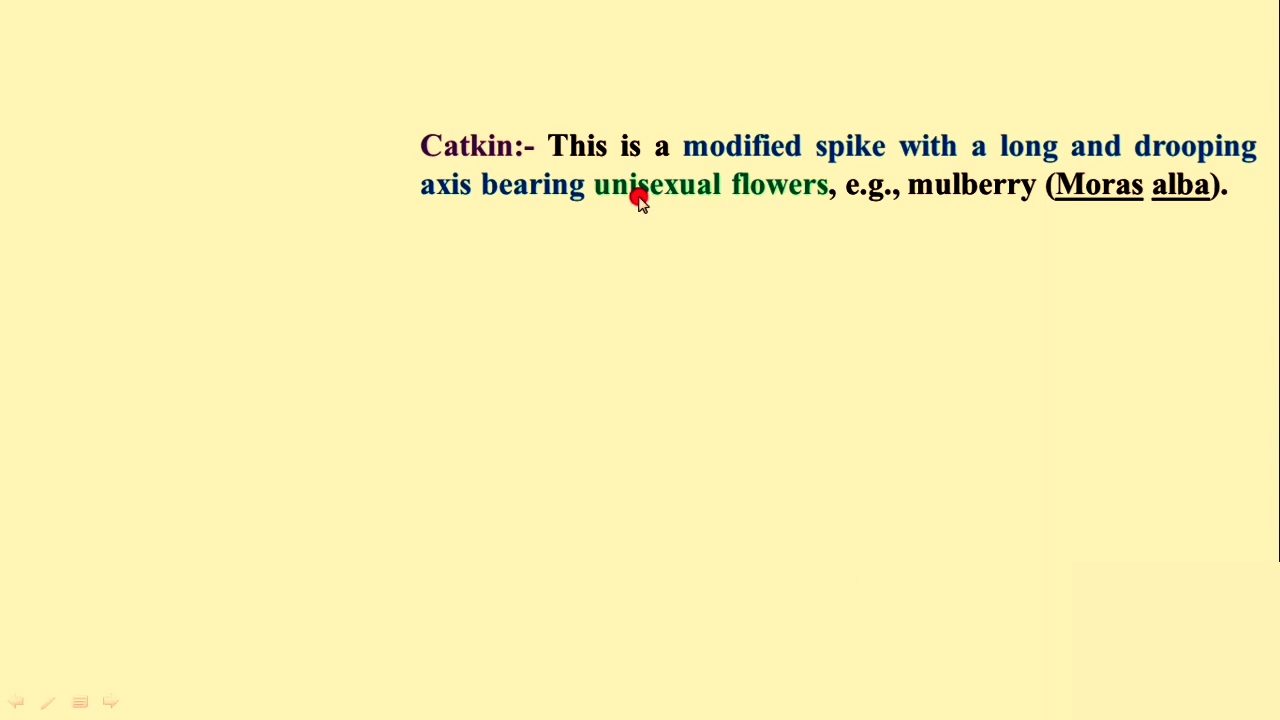 Catkin:- This is a modified spike with a long and drooping
axis bearing unisexual flowers, e.g., mulberry (Moras alba).